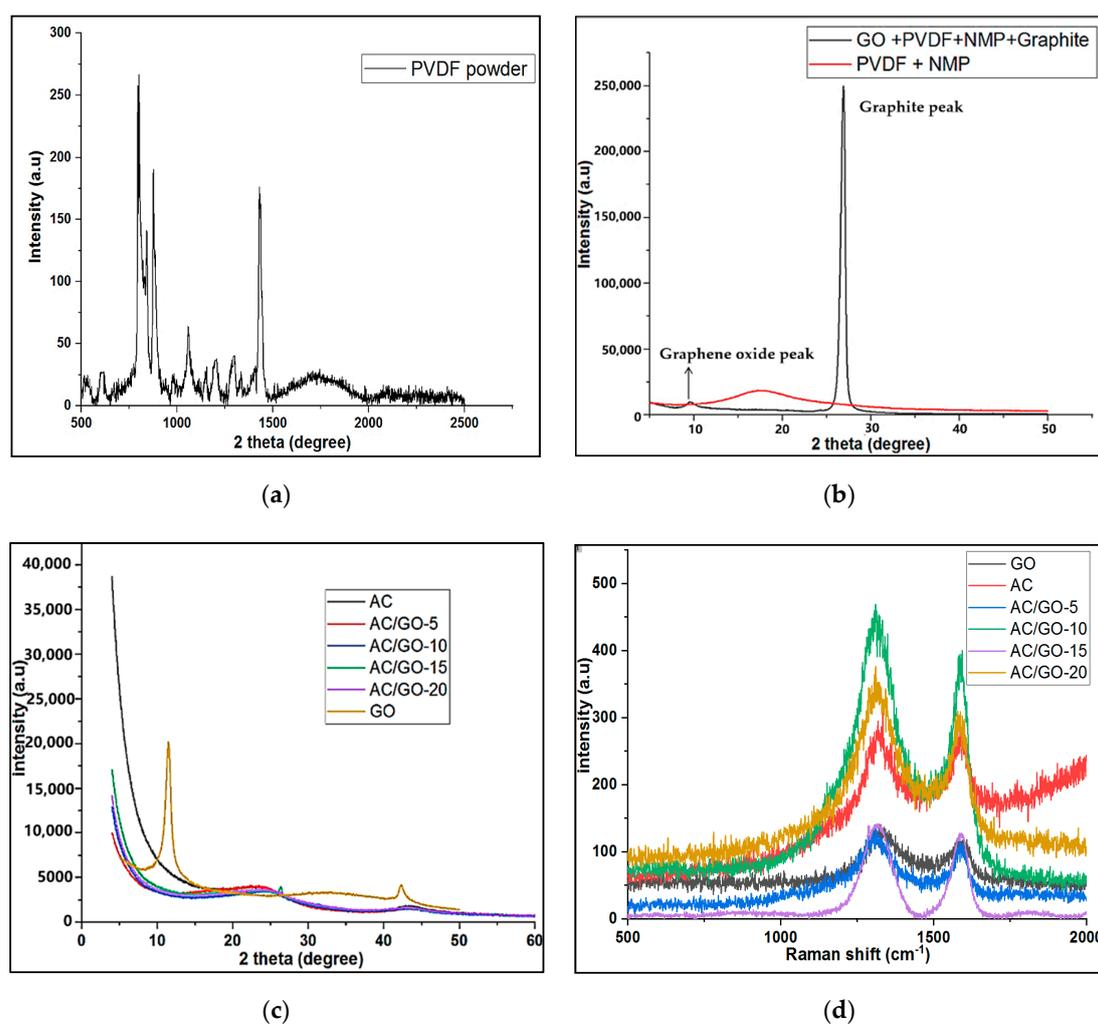 PVDF powder
300
250
200
150
100
50
0
Intensity (a.u)
500 1000 1500 2000 2500
2 theta (degree)
(a)
GO +PVDF+NMP+Graphite
PVDF + NMP
Graphite peak
Graphene oxide peak
250,000
200,000
150,000
100,000
50,000
0
Intensity (a.u)
10 20 30 40 50
2 theta (degree)
(b)
40,000
35,000
30,000
25,000
20,000
15,000
10,000
5000
0
intensity (a.u)
AC
AC/GO-5
AC/GO-10
AC/GO-15
AC/GO-20
GO
0 10 20 30 40 50 60
2 theta (degree)
(c)
500
400
300
200
100
0
intensity (a.u)
GO
AC
AC/GO-5
AC/GO-10
AC/GO-15
AC/GO-20
500 1000 1500 2000
Raman shift (cm⁻¹)
(d)